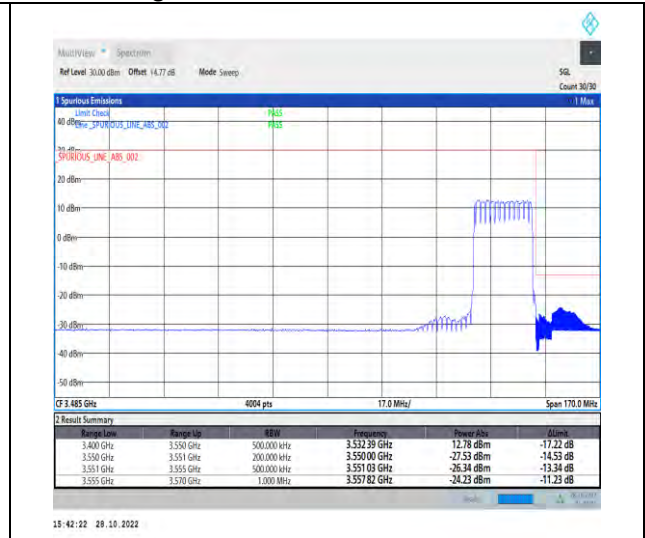 MultiView Spectrum
Ref Level 30.00 dBm Offset 14.77 dB Mode Sweep SGL
Count 30/30
1 Spurious Emissions 1 Max
Limit Check PASS
40 dBm Line _SPURIOUS_LINE_ABS_002 PASS
_SPURIOUS_LINE_ABS_002
20 dBm
10 dBm
0 dBm
-10 dBm
-20 dBm
-30 dBm
-40 dBm
-50 dBm
CF 3.485 GHz 4004 pts 17.0 MHz/ Span 170.0 MHz
2 Result Summary
Range Low Range Up RBW Frequency Power Abs ΔLimit
3.400 GHz 3.550 GHz 500.000 kHz 3.532 39 GHz 12.78 dBm -17.22 dB
3.550 GHz 3.551 GHz 200.000 kHz 3.550 00 GHz -27.53 dBm -14.53 dB
3.551 GHz 3.555 GHz 500.000 kHz 3.551 03 GHz -26.34 dBm -13.34 dB
3.555 GHz 3.570 GHz 1.000 MHz 3.557 82 GHz -24.23 dBm -11.23 dB
15:42:22 28.10.2022